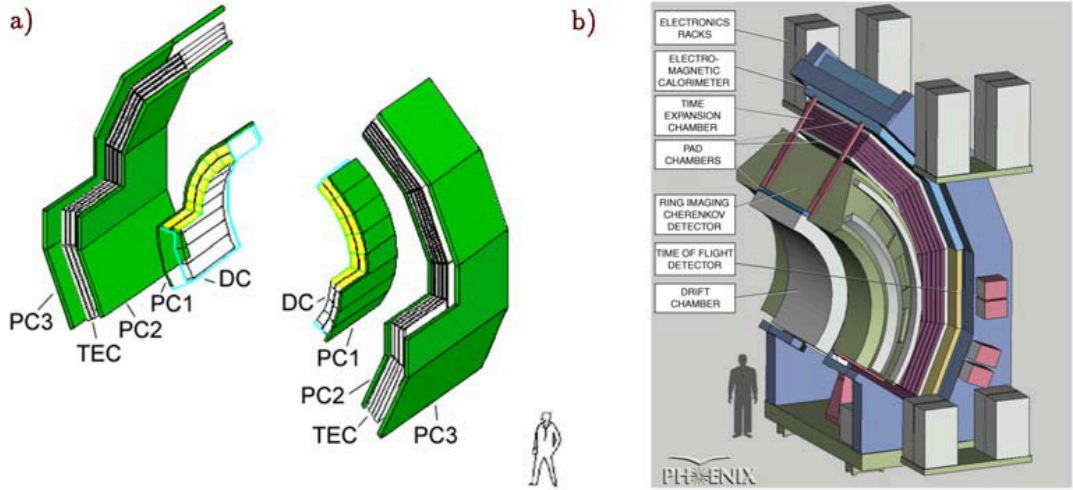 a)
PC3
TEC
PC2
PC1
DC
DC
PC1
PC2
TEC
PC3
b)
ELECTRONICS
RACKS
ELECTRO-
MAGNETIC
CALORIMETER
TIME
EXPANSION
CHAMBER
PAD
CHAMBERS
RING IMAGING
CHERENKOV
DETECTOR
TIME OF FLIGHT
DETECTOR
DRIFT
CHAMBER
PHENIX